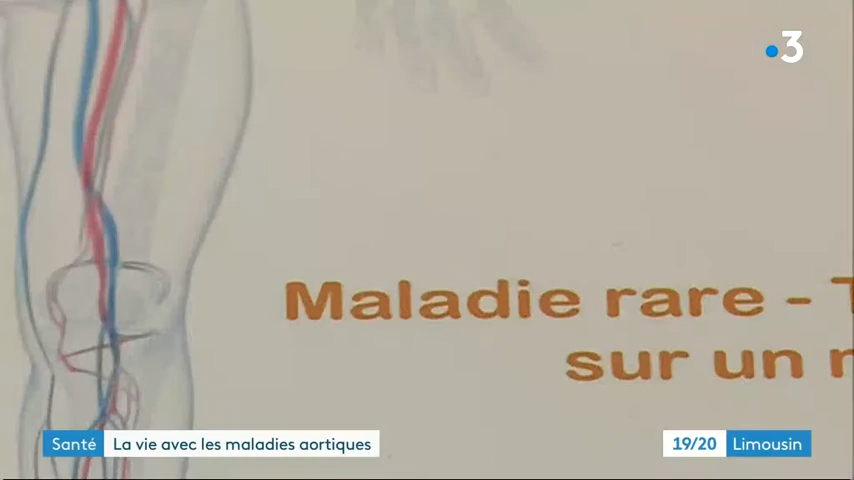 3
Maladie rare -
sur un
Santé La vie avec les maladies aortiques
19/20 Limousin